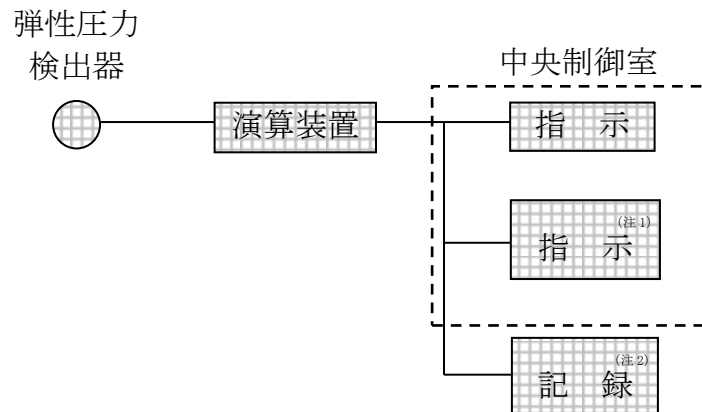 弾性圧力
検出器
中央制御室
演算装置
指 示
指 示(注1)
記 録(注2)